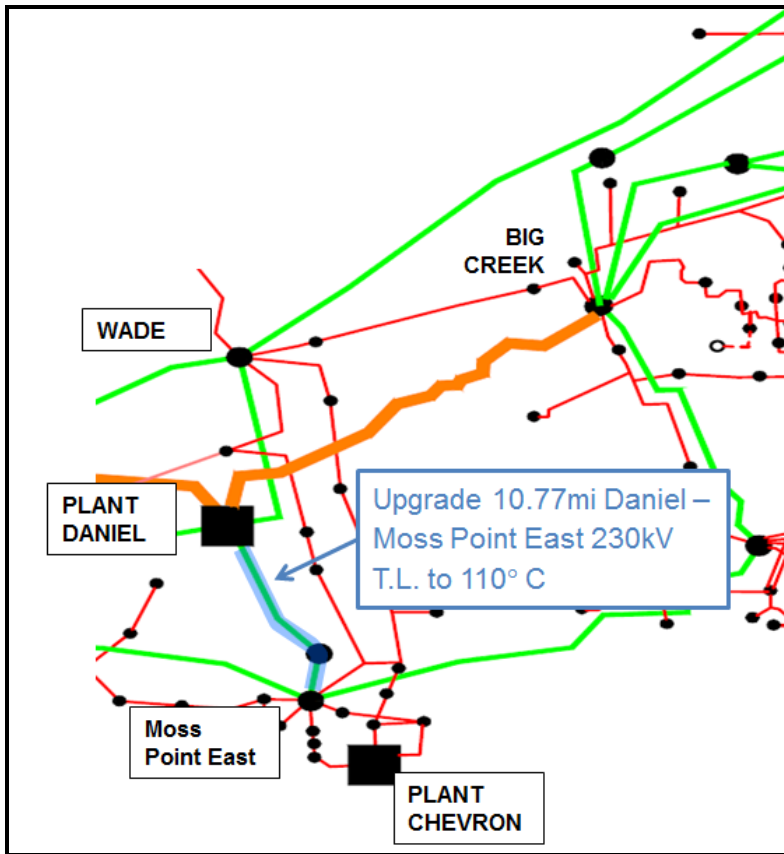 BIG
CREEK
WADE
PLANT
DANIEL
Upgrade 10.77mi Daniel –
Moss Point East 230kV
T.L. to 110° C
Moss
Point East
PLANT
CHEVRON